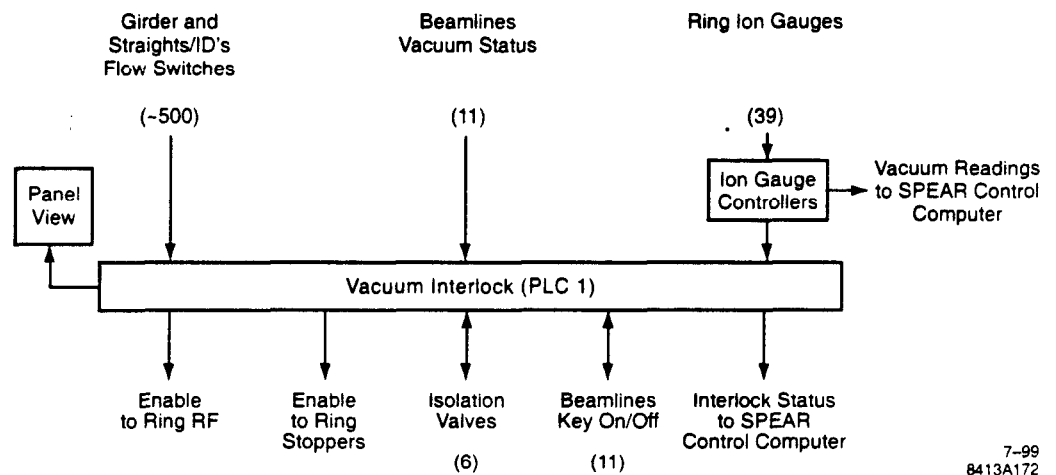 Girder and
Straights/ID's
Flow Switches
(~500)
Beamlines
Vacuum Status
(11)
Ring Ion Gauges
(39)
Ion Gauge
Controllers
Vacuum Readings
to SPEAR Control
Computer
Panel
View
Vacuum Interlock (PLC 1)
Enable
to Ring RF
Enable
to Ring
Stoppers
Isolation
Valves
(6)
Beamlines
Key On/Off
(11)
Interlock Status
to SPEAR
Control Computer
7–99
8413A172